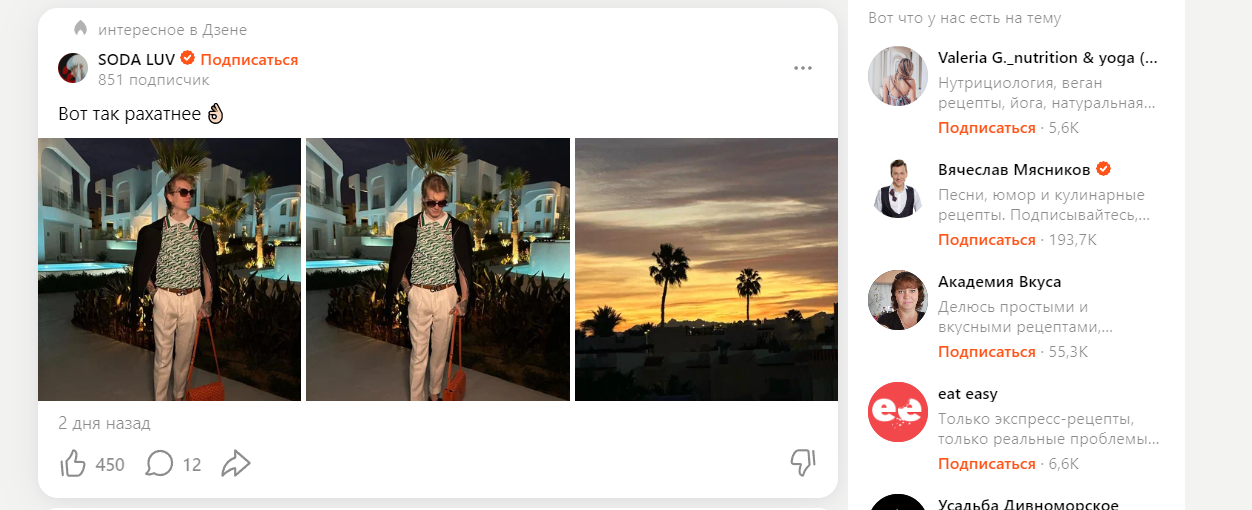 интересное в Дзене
SODA LUV Подписаться
851 подписчик
Вот так рахатнее 👌🏻
2 дня назад
450 12
Вот что у нас есть на тему
Valeria G._nutrition & yoga (...
Нутрициология, веган
рецепты, йога, натуральная...
Подписаться · 5,6K
Вячеслав Мясников
Песни, юмор и кулинарные
рецепты. Подписывайтесь,...
Подписаться · 193,7K
Академия Вкуса
Делюсь простыми и
вкусными рецептами,...
Подписаться · 55,3K
ee
eat easy
Только экспресс-рецепты,
только реальные проблемы...
Подписаться · 6,6K
Усадьба Дивноморское